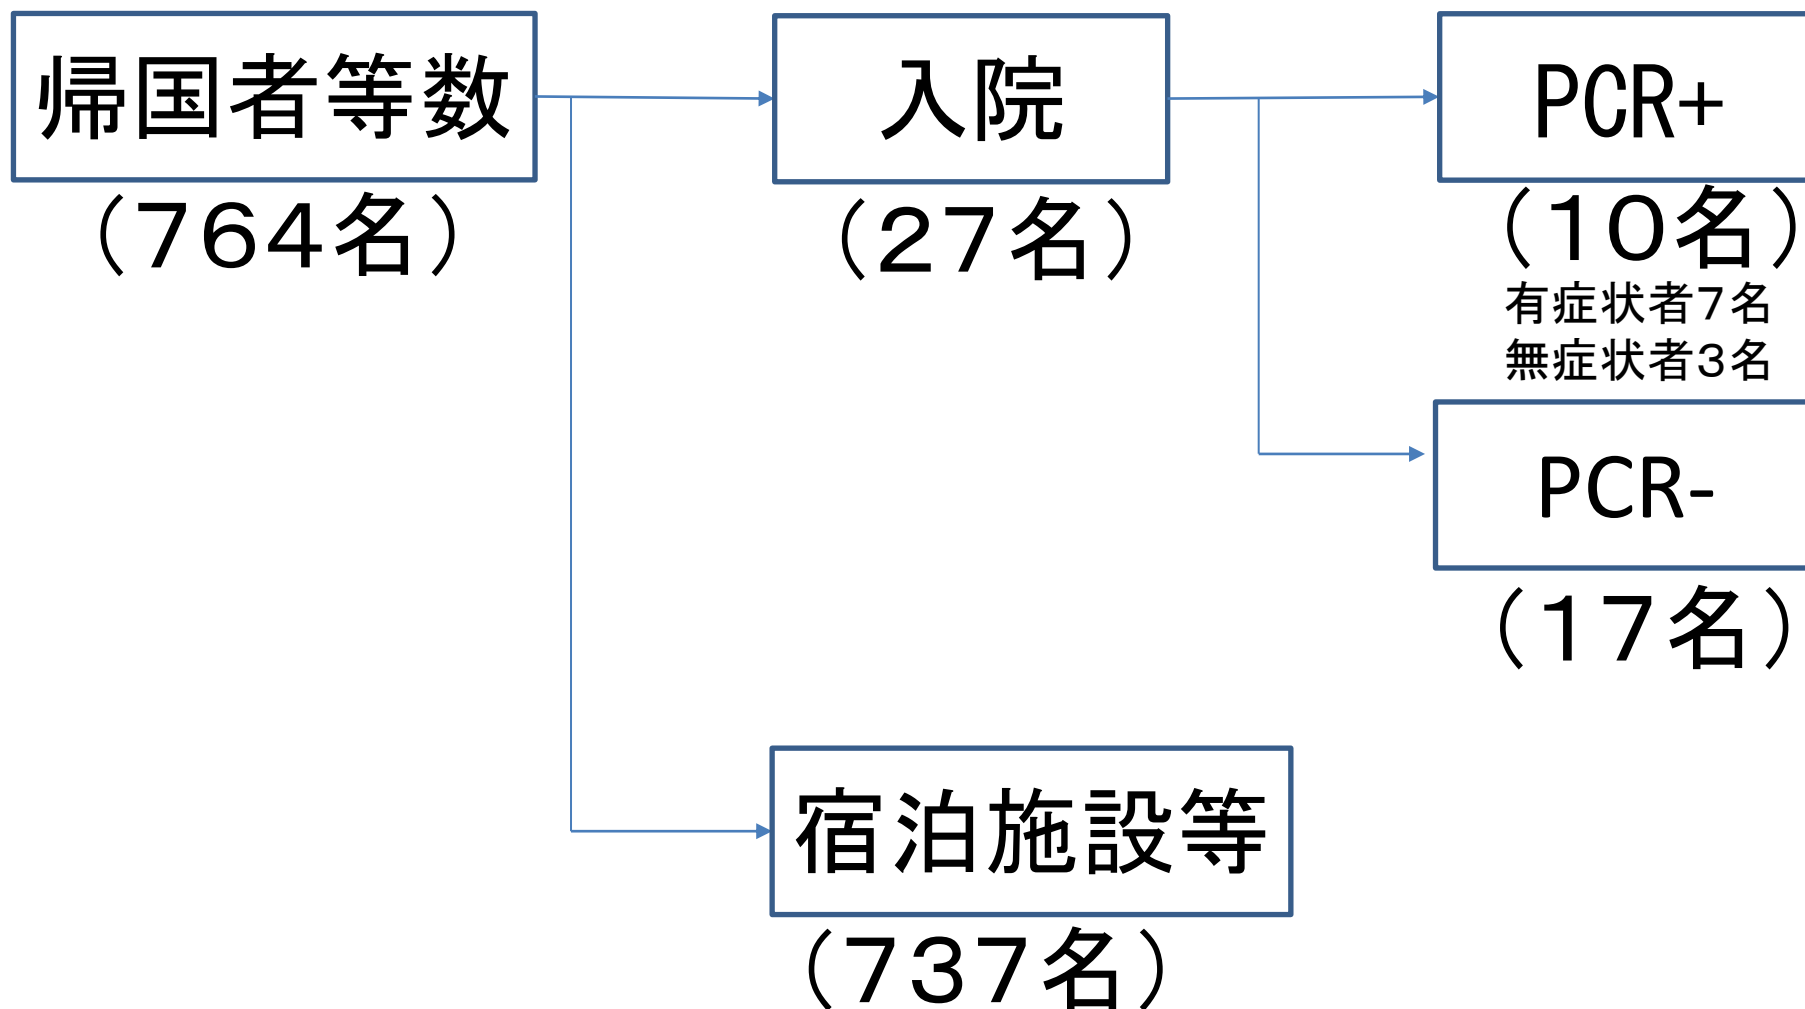 帰国者等数
（７６４名）
入院
（２７名）
PCR+
（１０名）
有症状者７名
無症状者３名
PCR-
（１７名）
宿泊施設等
（７３７名）